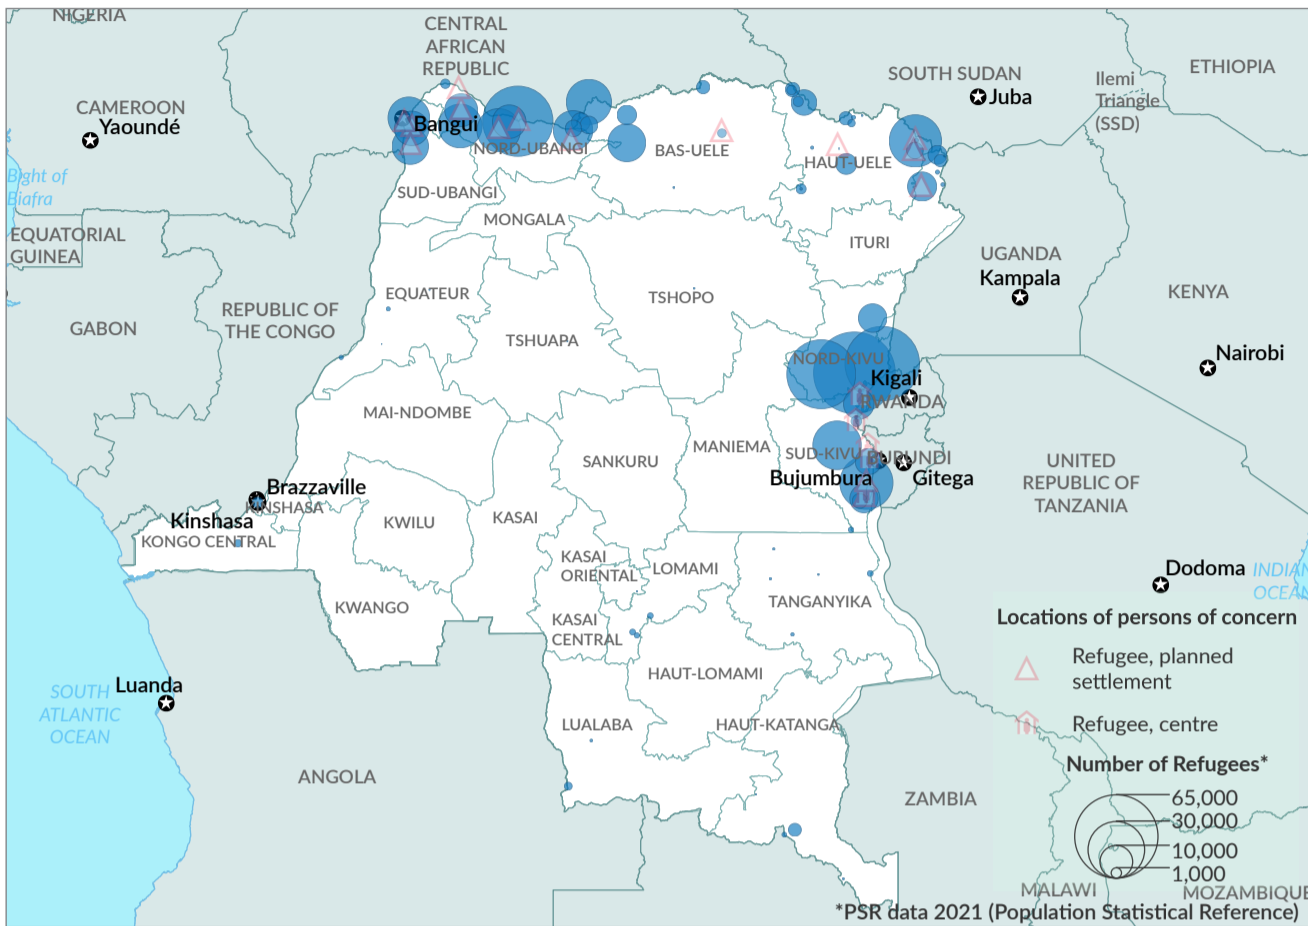 NIGERIA
CENTRAL
AFRICAN
REPUBLIC
SOUTH SUDAN
Juba
Ilemi
Triangle
(SSD)
ETHIOPIA
CAMEROON
Yaoundé
Bangui
NORD-UBANGI
BAS-UELE
HAUT-UELE
Bight of
Biafra
SUD-UBANGI
MONGALA
EQUATORIAL
GUINEA
ITURI
UGANDA
Kampala
KENYA
GABON
REPUBLIC OF
THE CONGO
EQUATEUR
TSHOPO
TSHUAPA
NORD-KIVU
Kigali
RWANDA
Nairobi
MAI-NDOMBE
MANIEMA
SANKURU
SUD-KIVU
BURUNDI
Bujumbura
Gitega
UNITED
REPUBLIC OF
TANZANIA
Brazzaville
KINSHASA
Kinshasa
KONGO CENTRAL
KWILU
KASAI
KASAI
ORIENTAL
LOMAMI
TANGANYIKA
KWANGO
KASAI
CENTRAL
Dodoma
INDIAN
OCEAN
HAUT-LOMAMI
Luanda
SOUTH
ATLANTIC
OCEAN
LUALABA
HAUT-KATANGA
ANGOLA
ZAMBIA
Locations of persons of concern
Refugee, planned
settlement
Refugee, centre
Number of Refugees*
65,000
30,000
10,000
1,000
MALAWI
MOZAMBIQUE
*PSR data 2021 (Population Statistical Reference)